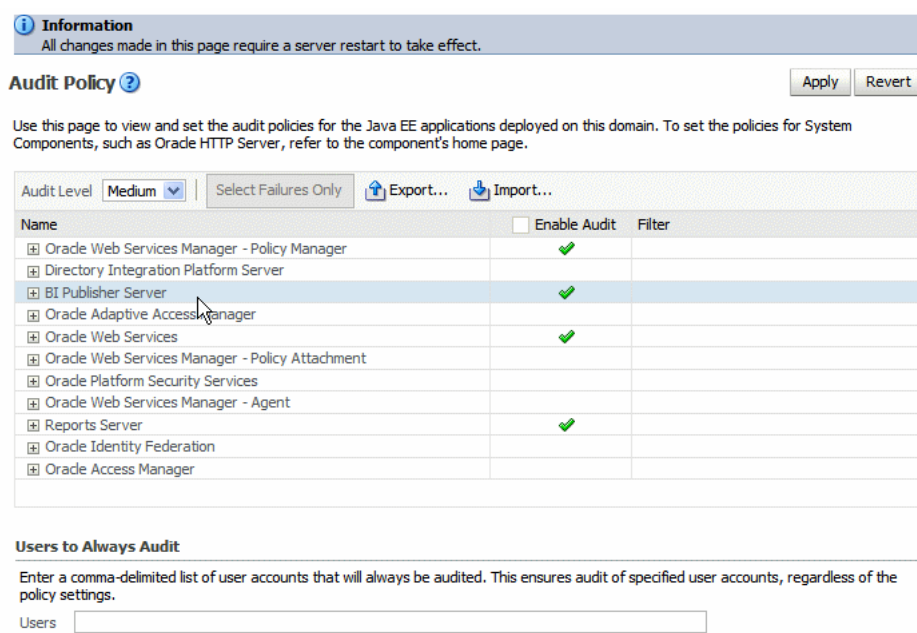 Information
All changes made in this page require a server restart to take effect.
Audit Policy
Apply Revert
Use this page to view and set the audit policies for the Java EE applications deployed on this domain. To set the policies for System
Components, such as Oracle HTTP Server, refer to the component's home page.
Audit Level Medium Select Failures Only Export... Import...
Name Enable Audit Filter
Oracle Web Services Manager - Policy Manager
Directory Integration Platform Server
BI Publisher Server
Oracle Adaptive Access Manager
Oracle Web Services
Oracle Web Services Manager - Policy Attachment
Oracle Platform Security Services
Oracle Web Services Manager - Agent
Reports Server
Oracle Identity Federation
Oracle Access Manager
Users to Always Audit
Enter a comma-delimited list of user accounts that will always be audited. This ensures audit of specified user accounts, regardless of the
policy settings.
Users